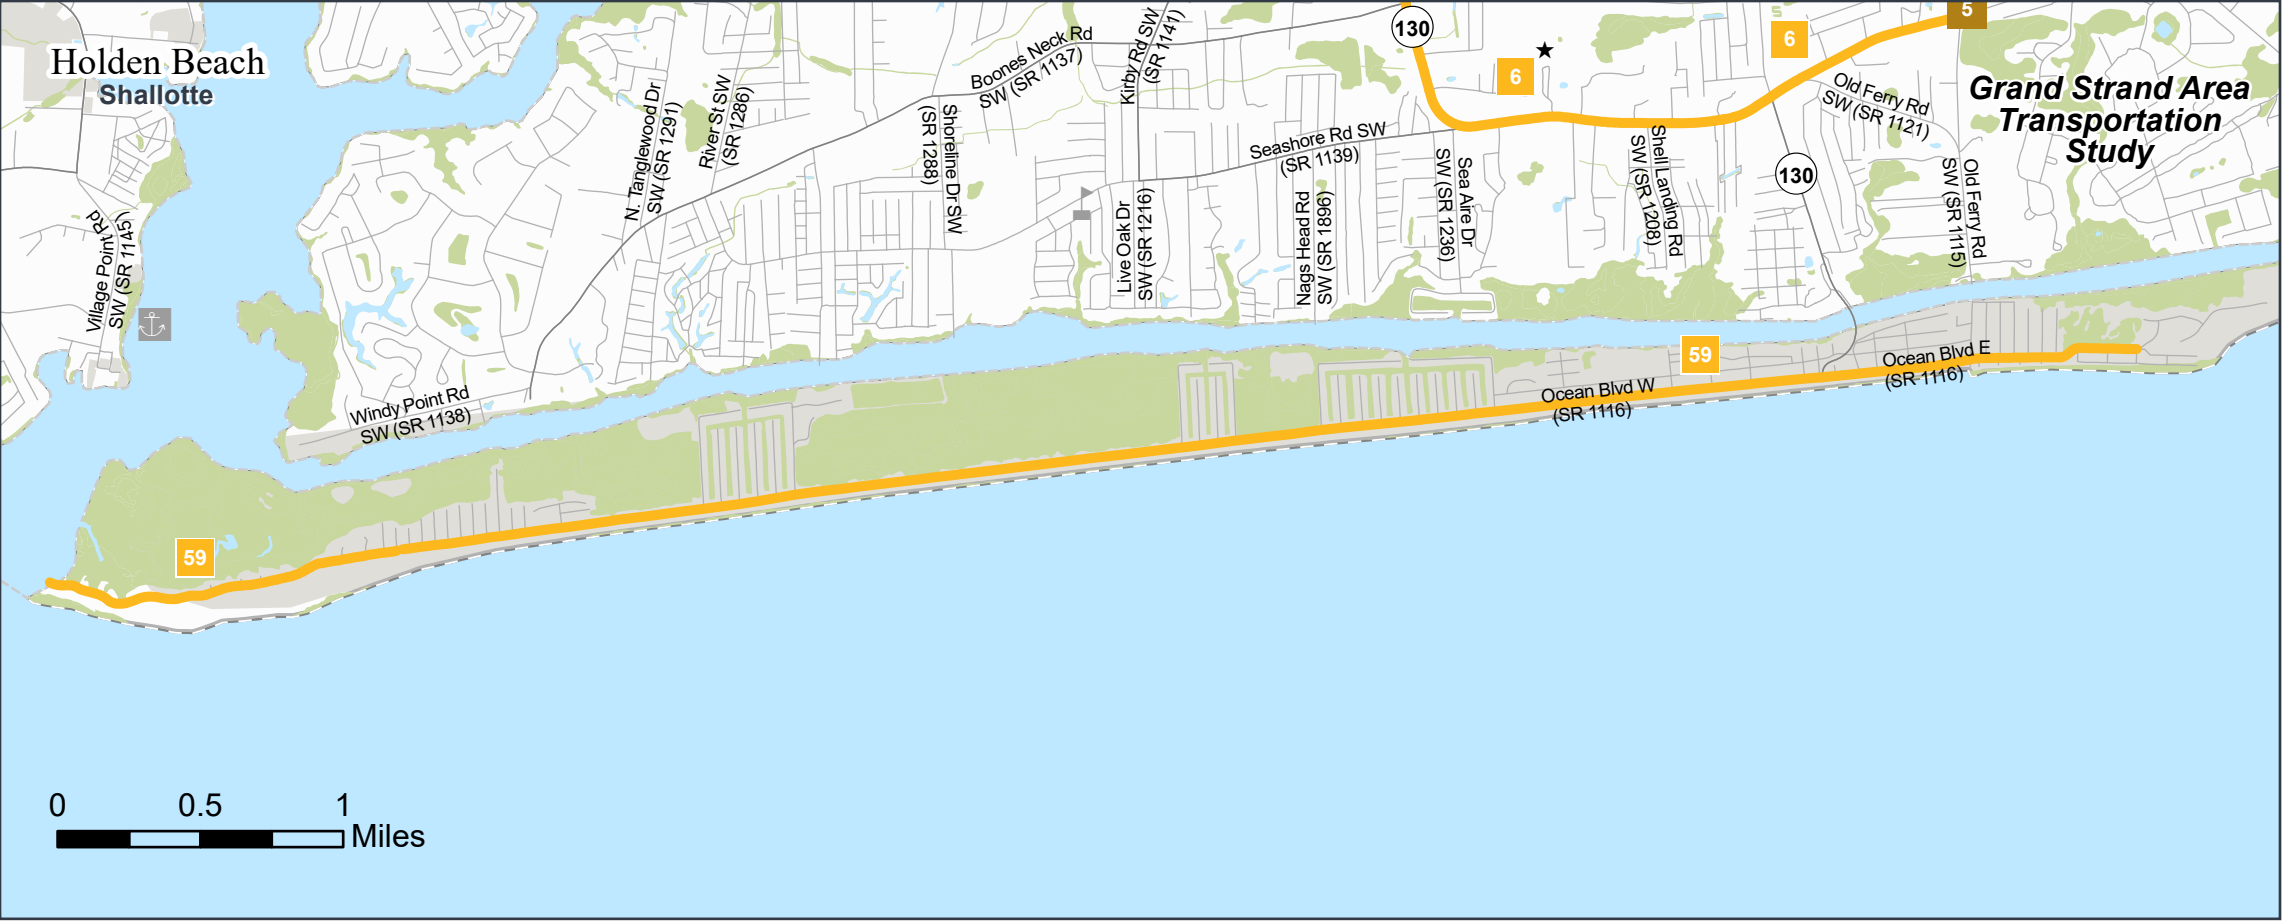 Holden Beach
Shallotte
Grand Strand Area
Transportation
Study
130
130
5
6
6
59
59
Boones Neck Rd
SW (SR 1137)
Kirby Rd SW
(SR 1141)
N. Tanglewood Dr
SW (SR 1291)
River St SW
(SR 1286)
Shoreline Dr SW
(SR 1288)
Seashore Rd SW
(SR 1139)
Old Ferry Rd
SW (SR 1121)
Village Point Rd
SW (SR 1145)
Live Oak Dr
SW (SR 1216)
Nags Head Rd
SW (SR 1896)
Sea Aire Dr
SW (SR 1236)
Shell Landing Rd
SW (SR 1208)
Old Ferry Rd
SW (SR 1115)
Windy Point Rd
SW (SR 1138)
Ocean Blvd W
(SR 1116)
Ocean Blvd E
(SR 1116)
0 0.5 1
Miles